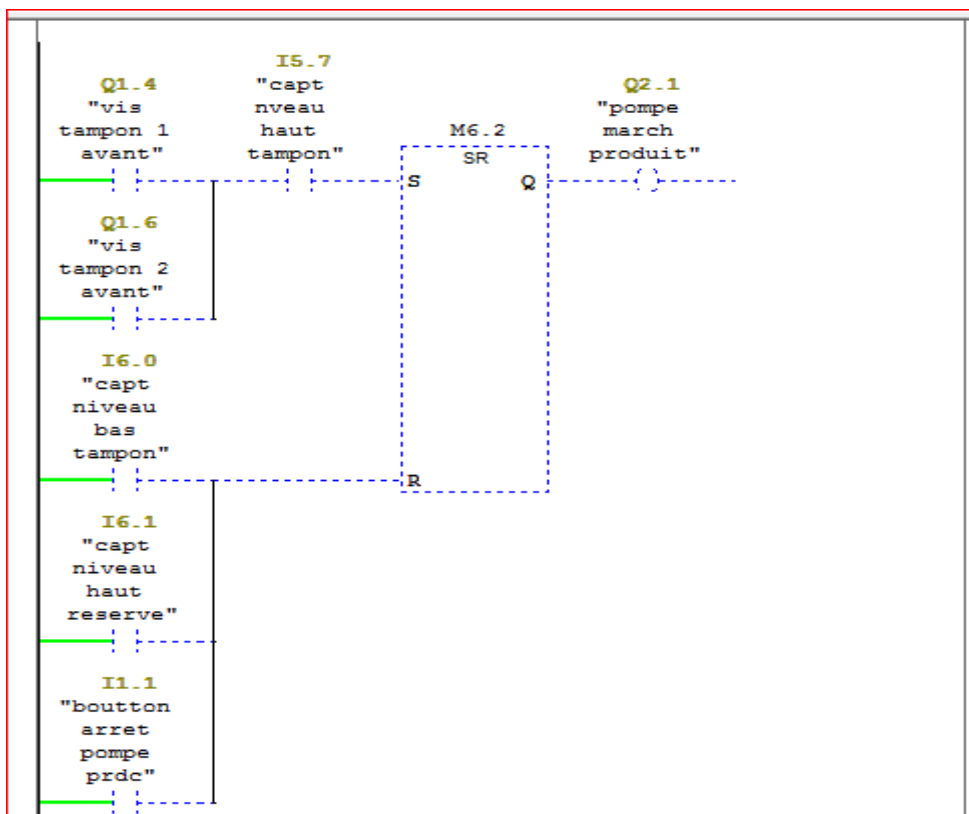 I5.7
Q1.4
"capt
Q2.1
"vis
nveau
"pompe
tampon 1
haut
M6.2
march
avant"
tampon"
SR
produit"
S
Q
Q1.6
"vis
tampon 2
avant"
I6.0
"capt
niveau
bas
tampon"
R
I6.1
"capt
niveau
haut
reserve"
I1.1
"boutton
arret
pompe
prdc"